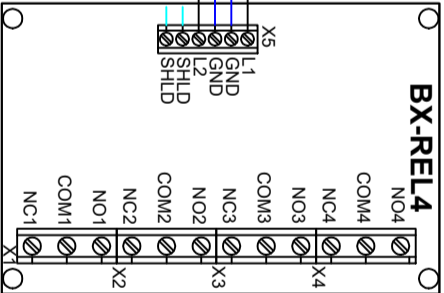 X5
SHLD
SHLD
L2
GND
GND
L1
BX-REL4
NC1
COM1
NO1
NC2
COM2
NO2
NC3
COM3
NO3
NC4
COM4
NO4
X1
X2
X3
X4